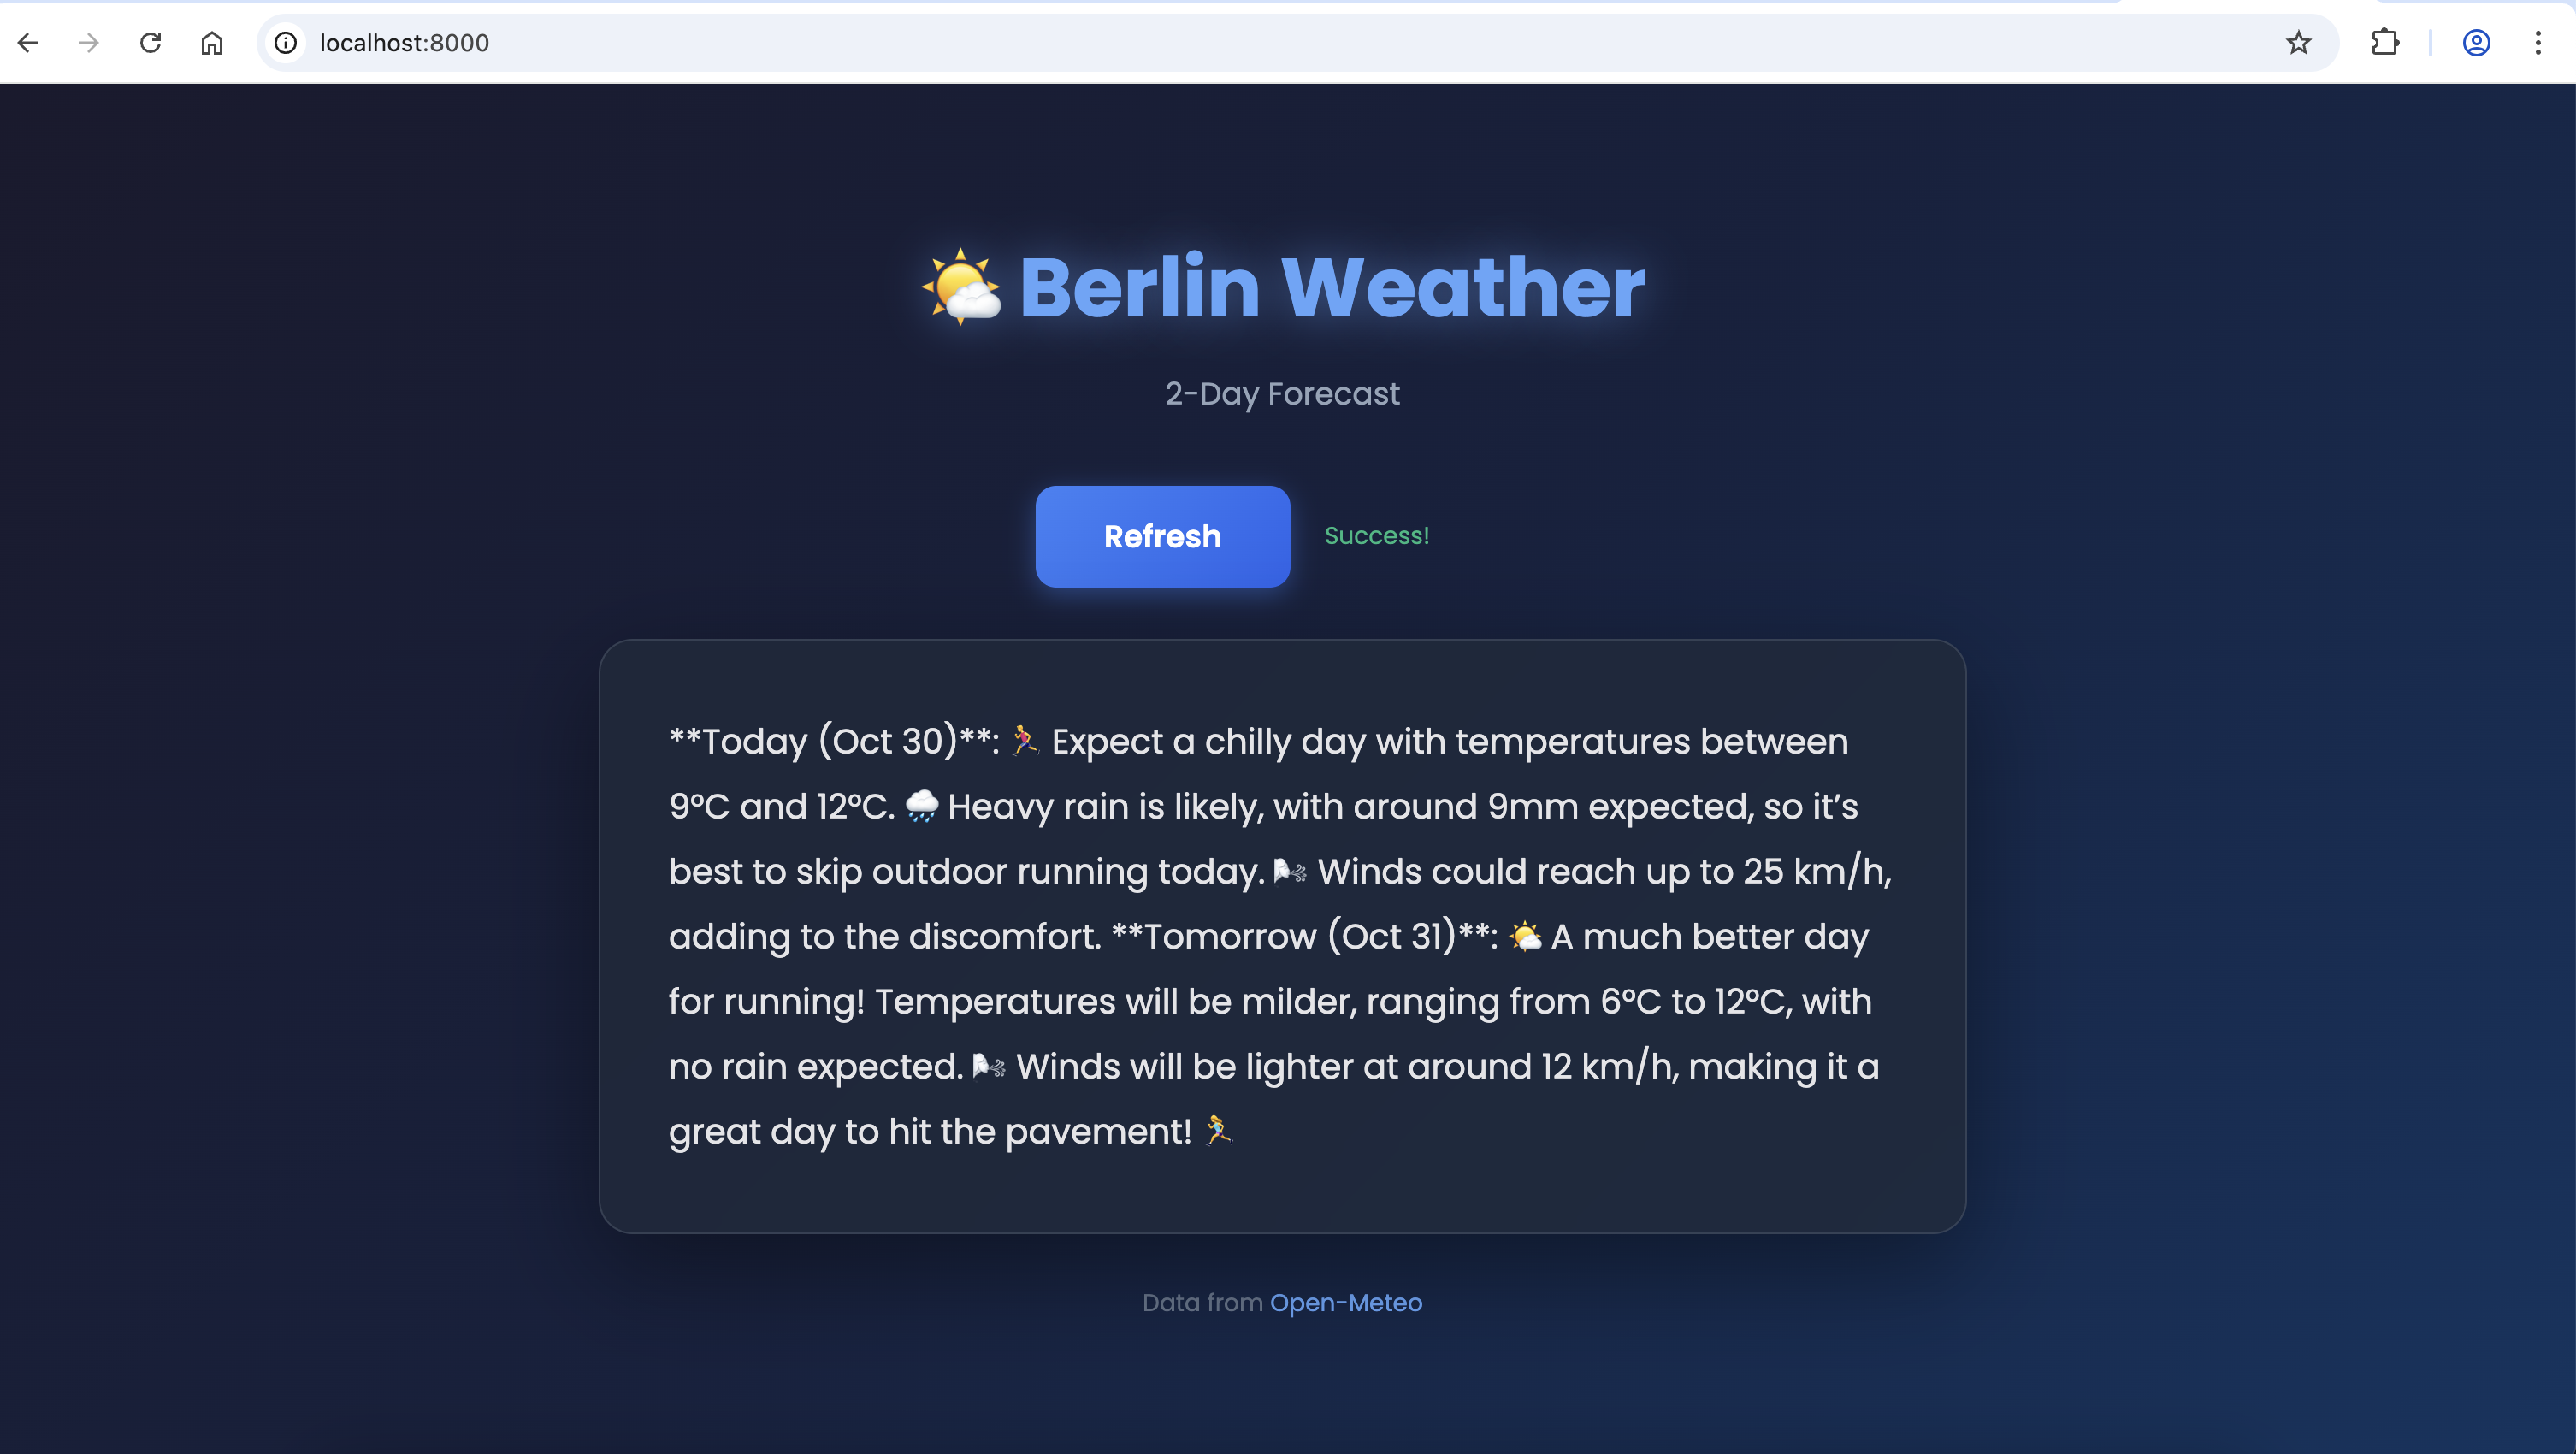 localhost:8000
🌤️ Berlin Weather
2-Day Forecast
Refresh
Success!
**Today (Oct 30)**: 🏃 Expect a chilly day with temperatures between
9°C and 12°C. 🌧️ Heavy rain is likely, with around 9mm expected, so it’s
best to skip outdoor running today. 🌬️ Winds could reach up to 25 km/h,
adding to the discomfort. **Tomorrow (Oct 31)**: 🌤️ A much better day
for running! Temperatures will be milder, ranging from 6°C to 12°C, with
no rain expected. 🌬️ Winds will be lighter at around 12 km/h, making it a
great day to hit the pavement! 🏃‍♀️
Data from Open-Meteo